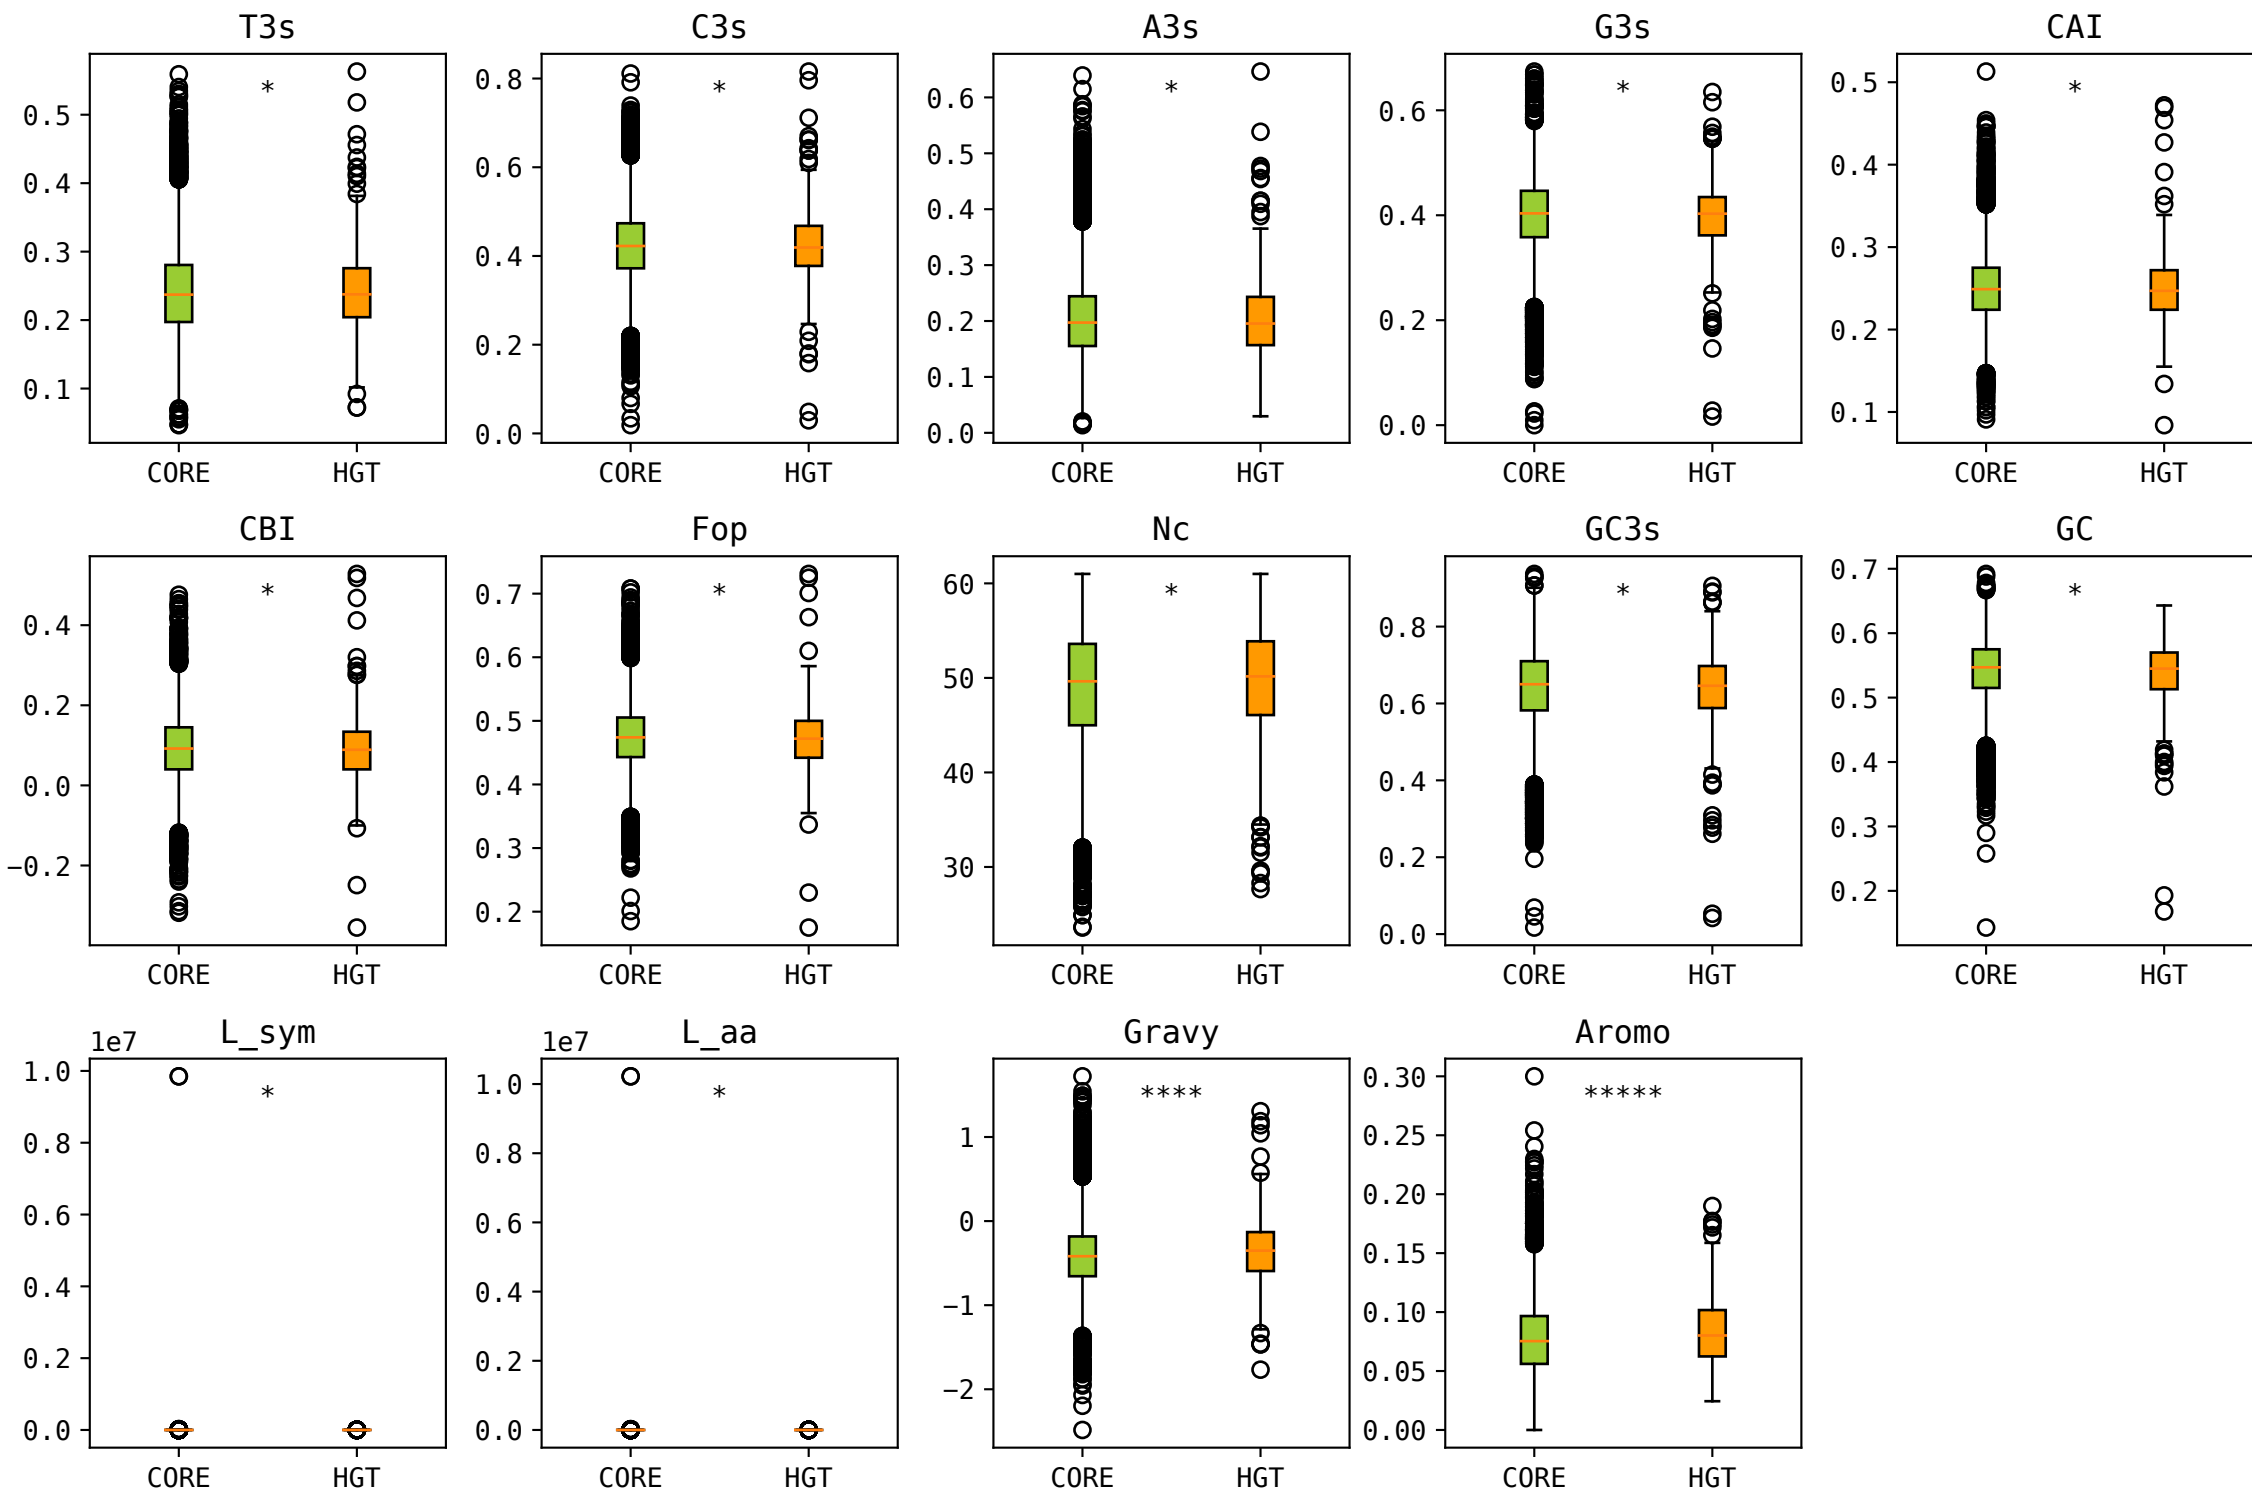 T3s C3s A3s G3s CAI
* * * * *
0.5 0.8 0.6 0.6 0.5
0.4 0.6 0.5 0.4 0.4
0.3 0.4 0.4 0.2 0.3
0.2 0.2 0.3 0.0 0.2
0.1 0.0 0.2 0.1
0.1
0.0
CORE HGT CORE HGT CORE HGT CORE HGT CORE HGT
CBI Fop Nc GC3s GC
* * * * *
0.4 0.7 60 0.8 0.7
0.2 0.6 50 0.6 0.6
0.0 0.5 40 0.4 0.5
−0.2 0.4 30 0.2 0.4
0.3 0.0 0.3
0.2 0.2
CORE HGT CORE HGT CORE HGT CORE HGT CORE HGT
1e7 L_sym 1e7 L_aa Gravy Aromo
* * **** *****
1.0 1.0 1 0.30
0.8 0.8 0 0.25
0.6 0.6 −1 0.20
0.4 0.4 −2 0.15
0.2 0.2 0.10
0.0 0.0 0.05
0.00
CORE HGT CORE HGT CORE HGT CORE HGT